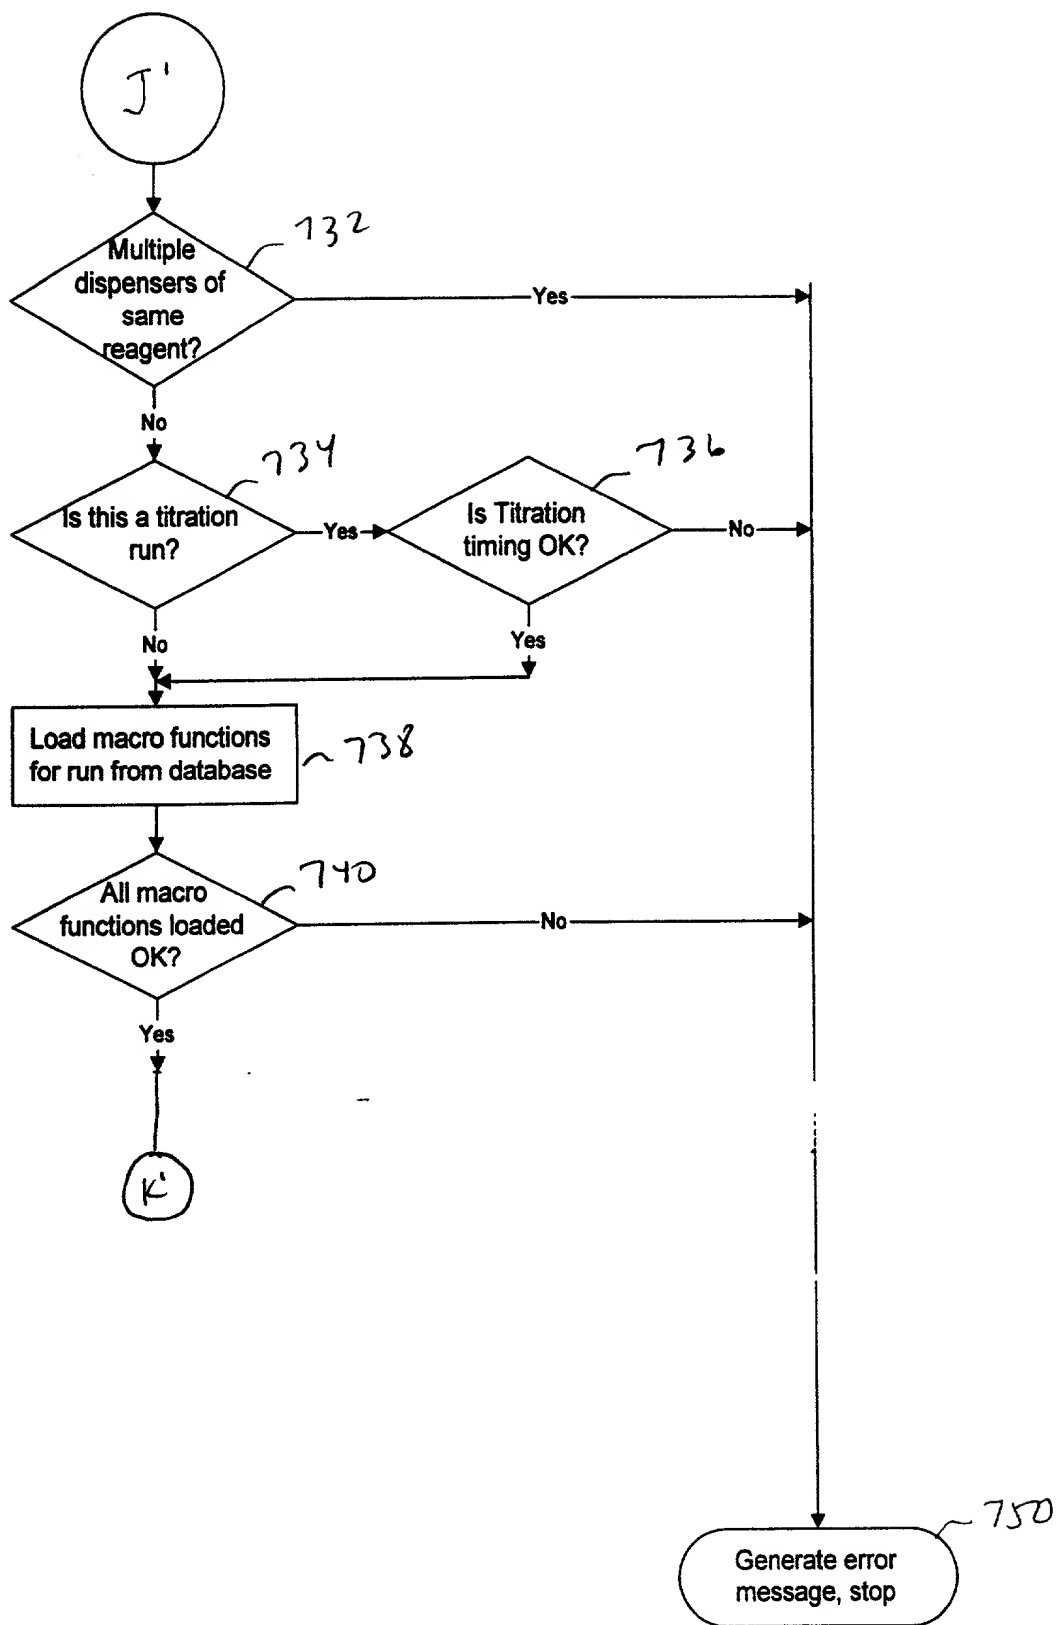 J'
732
Multiple
dispensers of
same
reagent?
Yes
No
734
736
Is this a titration
run?
Yes
Is Titration
timing OK?
No
No
Yes
Load macro functions
for run from database
738
740
All macro
functions loaded
OK?
No
Yes
K'
750
Generate error
message, stop